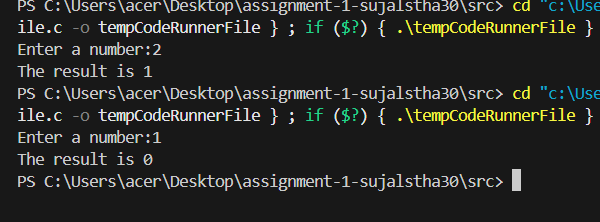 PS C:\Users\acer\Desktop\assignment-1-sujalstha30\src> cd "c:\Use
ile.c -o tempCodeRunnerFile } ; if ($?) { .\tempCodeRunnerFile }
Enter a number:2
The result is 1
PS C:\Users\acer\Desktop\assignment-1-sujalstha30\src> cd "c:\Use
ile.c -o tempCodeRunnerFile } ; if ($?) { .\tempCodeRunnerFile }
Enter a number:1
The result is 0
PS C:\Users\acer\Desktop\assignment-1-sujalstha30\src>